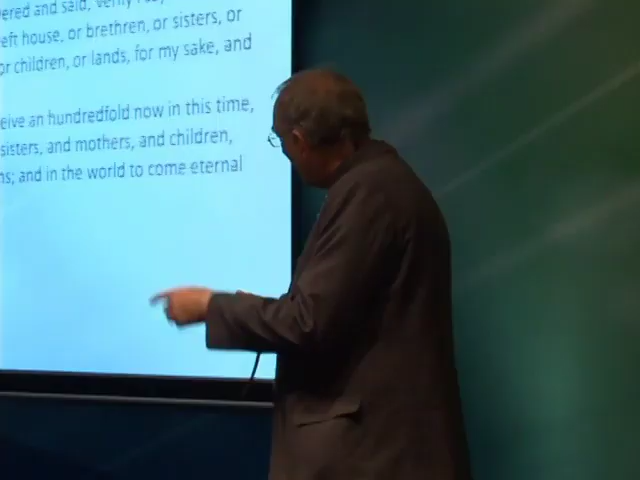 ered and said, Verily I
eft house, or brethren, or sisters, or
or children, or lands, for my sake, and
eive an hundredfold now in this time,
sisters, and mothers, and children,
s; and in the world to come eternal